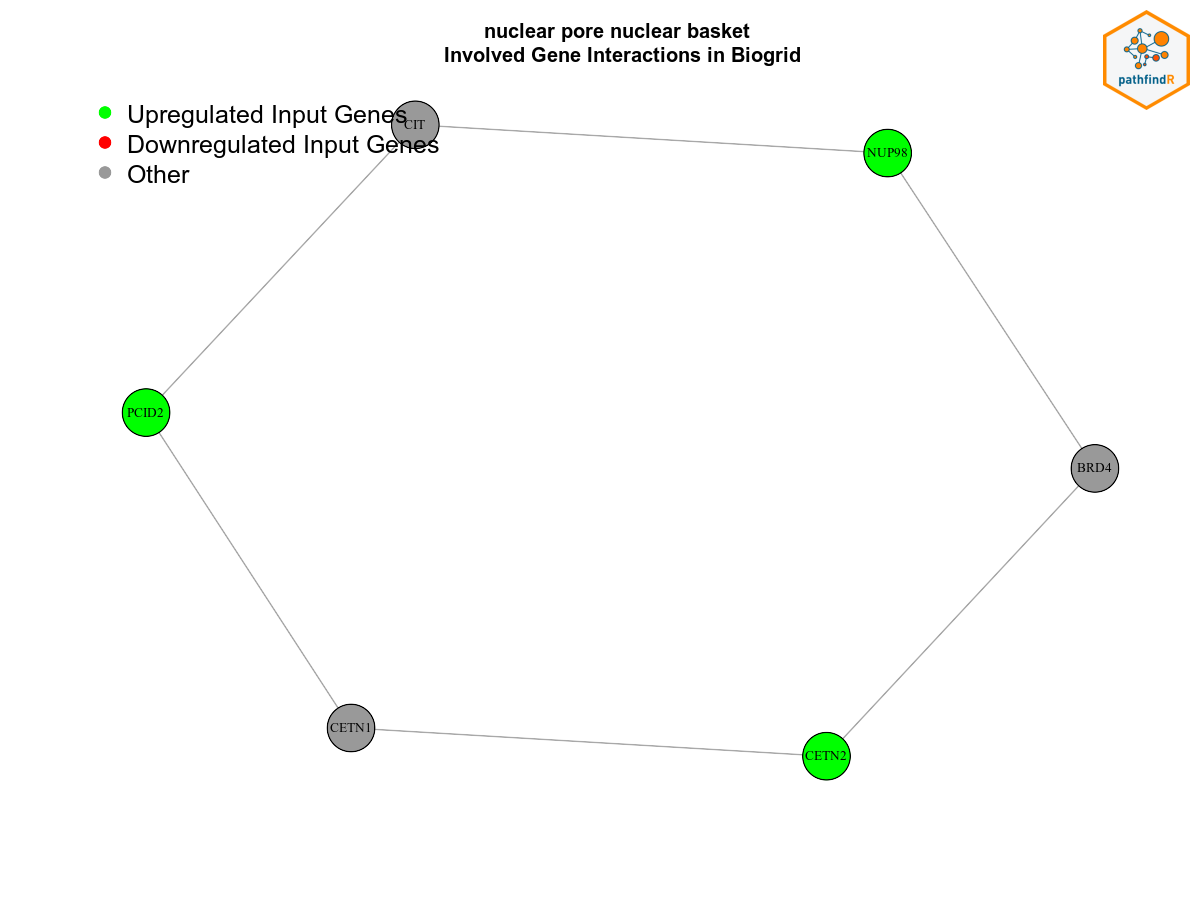 nuclear pore nuclear basket
Involved Gene Interactions in Biogrid
pathfindR
Upregulated Input Genes
Downregulated Input Genes
Other
CIT
NUP98
PCID2
BRD4
CETN1
CETN2